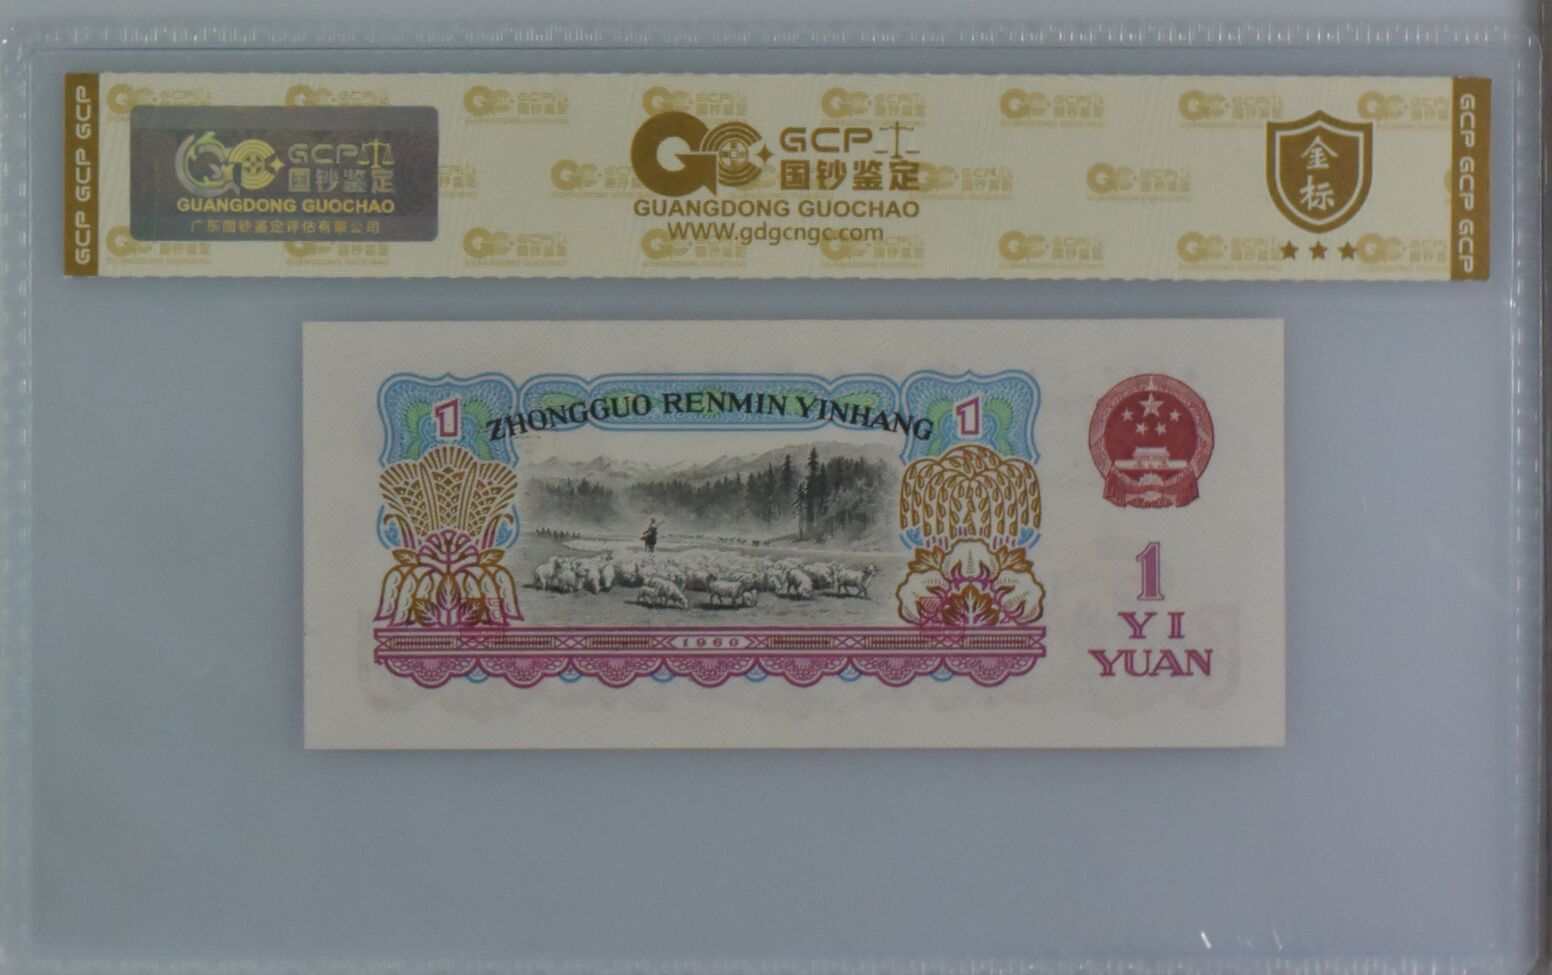 GCP GCP GCP
GCP
国钞鉴定
GUANGDONG GUOCHAO
广东国钞鉴定评估有限公司
GCP
国钞鉴定
GUANGDONG GUOCHAO
WWW.gdgcngc.com
金标
GCP GCP GCP
ZHONGGUO RENMIN YINHANG
1
1
1960
1
YI
YUAN